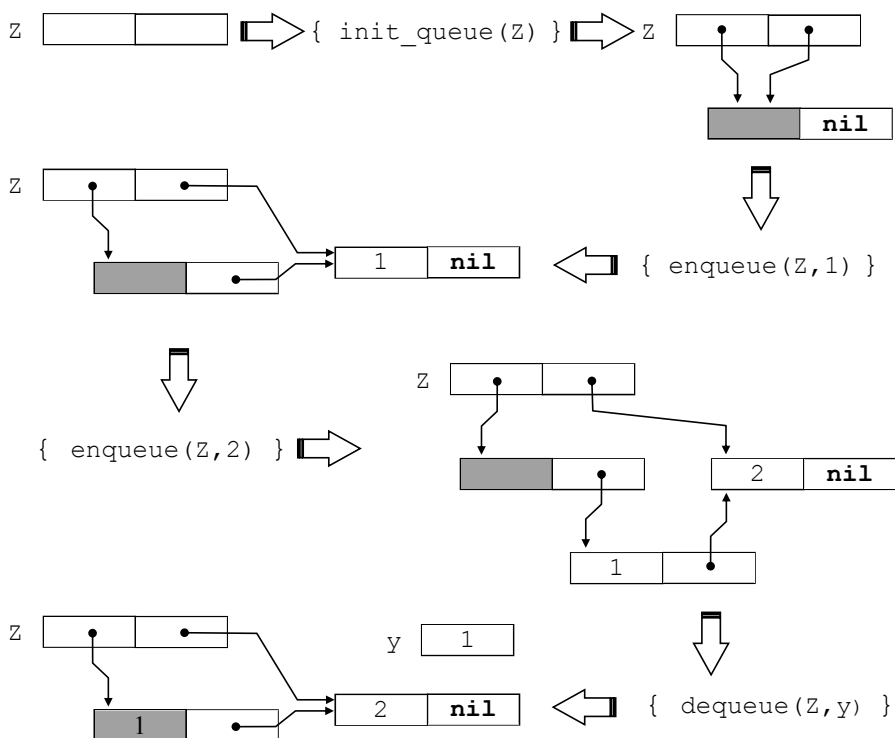 Z { init_queue(Z) } Z
nil
Z
1 nil { enqueue(Z,1) }
Z
{ enqueue(Z,2) }
2 nil
1
Z y 1
1 2 nil { dequeue(Z,y) }